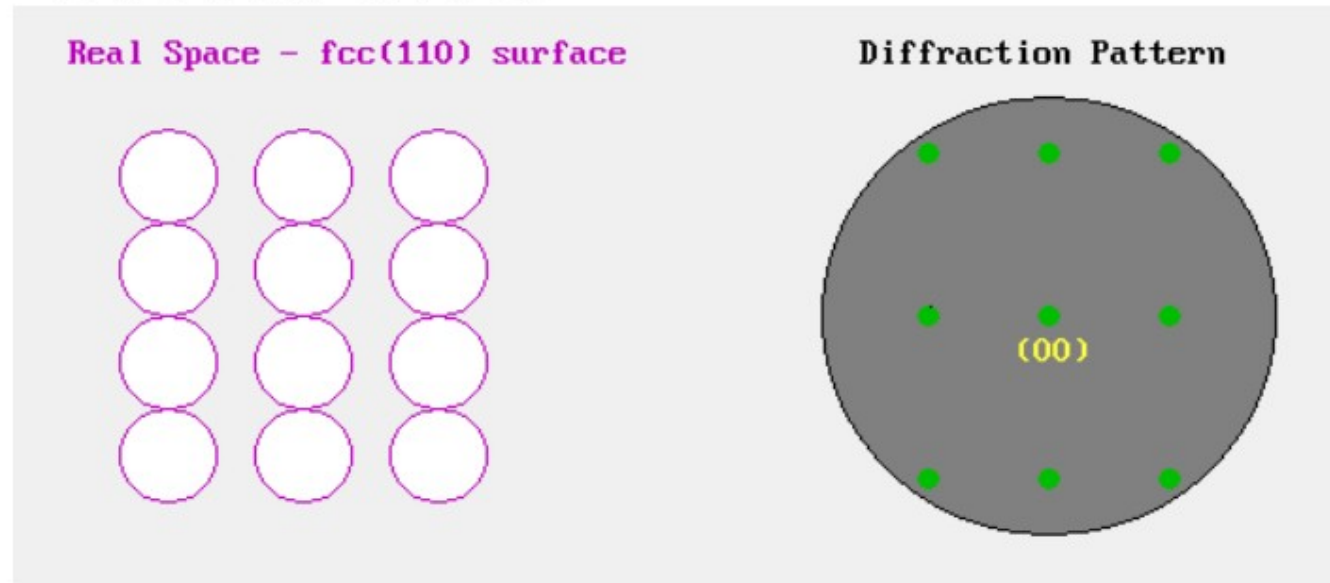 Real Space - fcc(110) surface
Diffraction Pattern
(00)